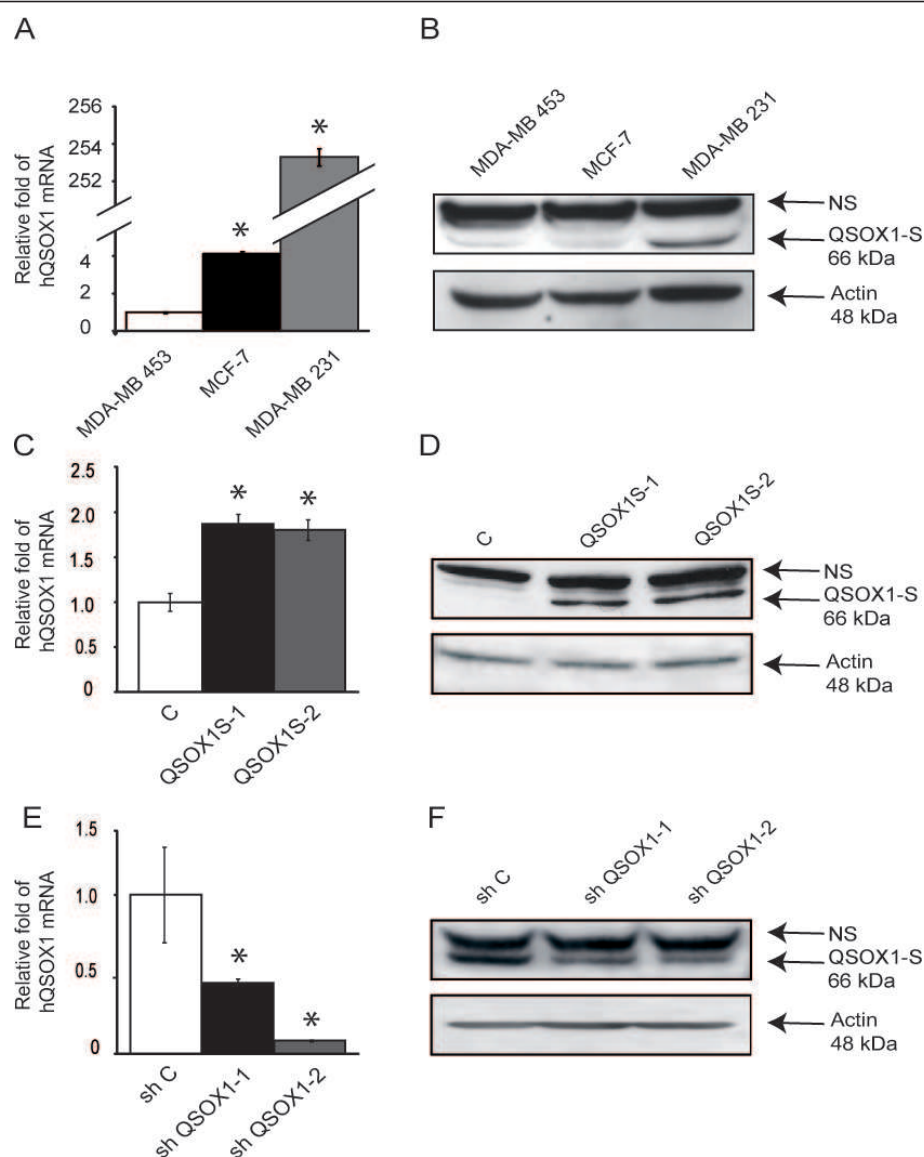 A
Relative fold of
hQSOX1 mRNA
256
254
252
4
2
0
*
*
MDA-MB 453
MCF-7
MDA-MB 231
B
MDA-MB 453
MCF-7
MDA-MB 231
NS
QSOX1-S
66 kDa
Actin
48 kDa
C
Relative fold of
hQSOX1 mRNA
2.5
2.0
1.5
1.0
0.5
0
*
*
C
QSOX1S-1
QSOX1S-2
D
C
QSOX1S-1
QSOX1S-2
NS
QSOX1-S
66 kDa
Actin
48 kDa
E
Relative fold of
hQSOX1 mRNA
1.5
1.0
0.5
0
*
*
sh C
sh QSOX1-1
sh QSOX1-2
F
sh C
sh QSOX1-1
sh QSOX1-2
NS
QSOX1-S
66 kDa
Actin
48 kDa